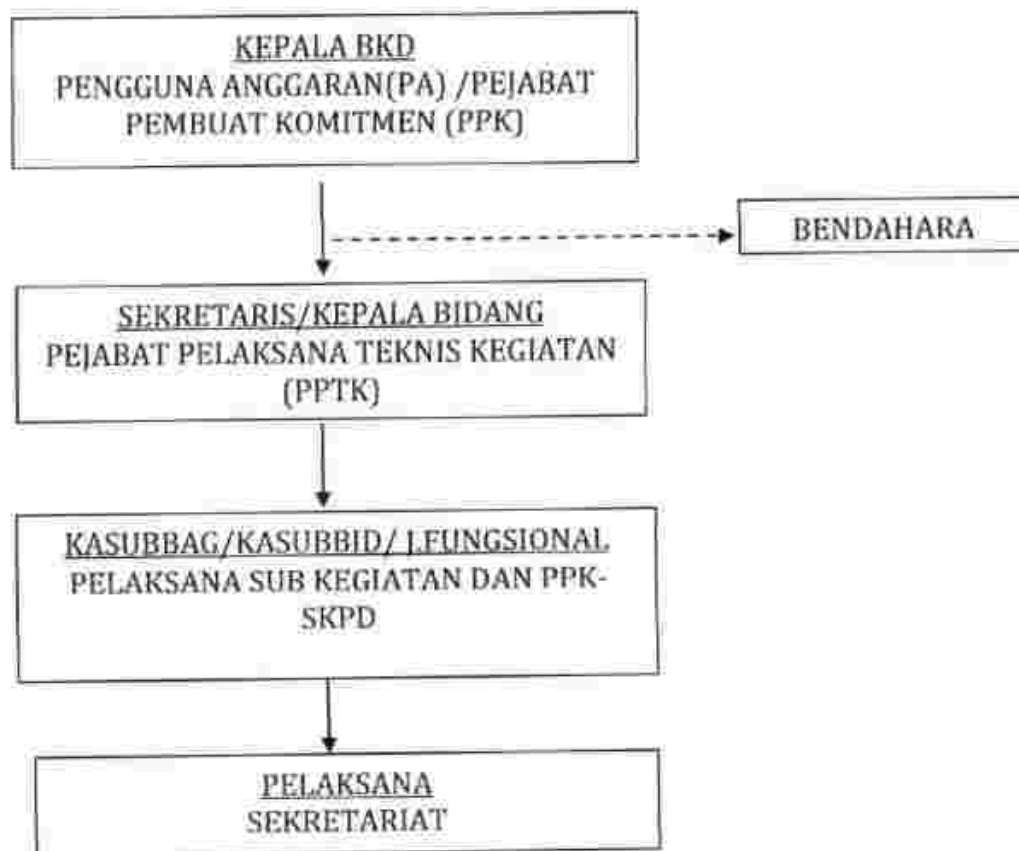 KEPALA BKD
PENGGUNA ANGGARAN(PA) /PEJABAT
PEMBUAT KOMITMEN (PPK)
BENDAHARA
SEKRETARIS/KEPALA BIDANG
PEJABAT PELAKSANA TEKNIS KEGIATAN
(PPTK)
KASUBBAG/KASUBBID/ J.FUNGSIONAL
PELAKSANA SUB KEGIATAN DAN PPK-
SKPD
PELAKSANA
SEKRETARIAT